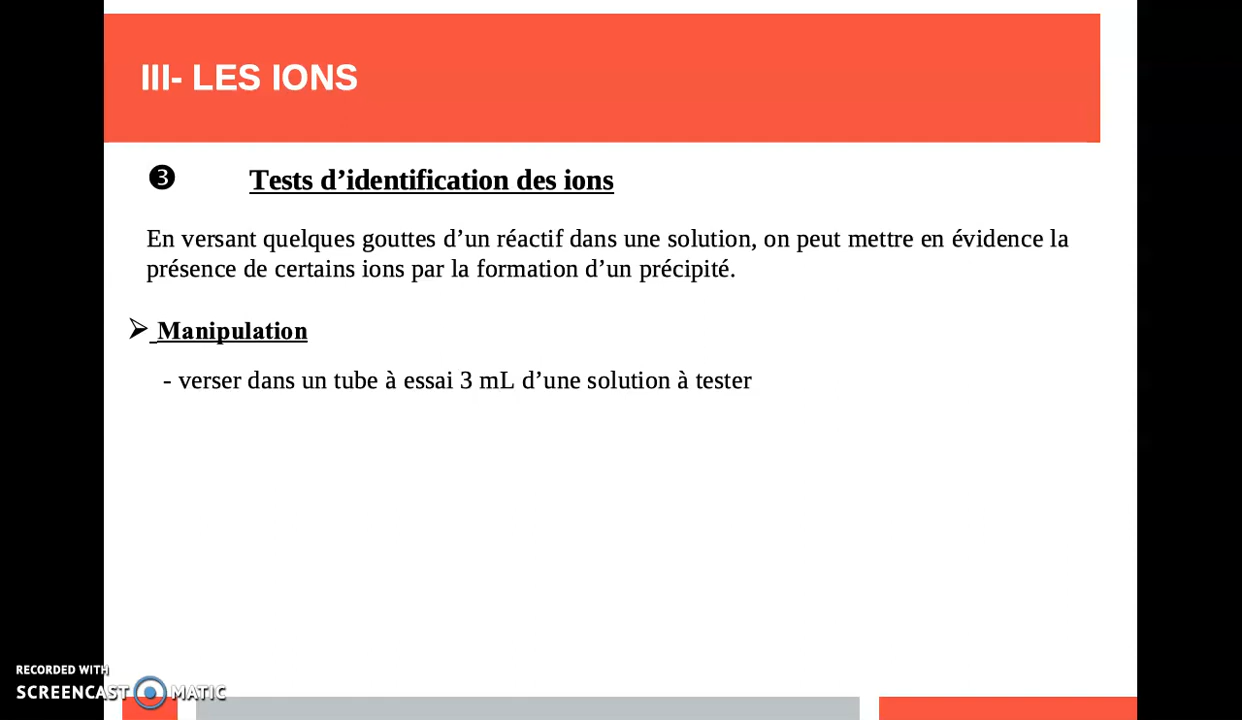 III- LES IONS
❸ Tests d’identification des ions
En versant quelques gouttes d’un réactif dans une solution, on peut mettre en évidence la
présence de certains ions par la formation d’un précipité.
➢ Manipulation
- verser dans un tube à essai 3 mL d’une solution à tester
RECORDED WITH
SCREENCAST MATIC